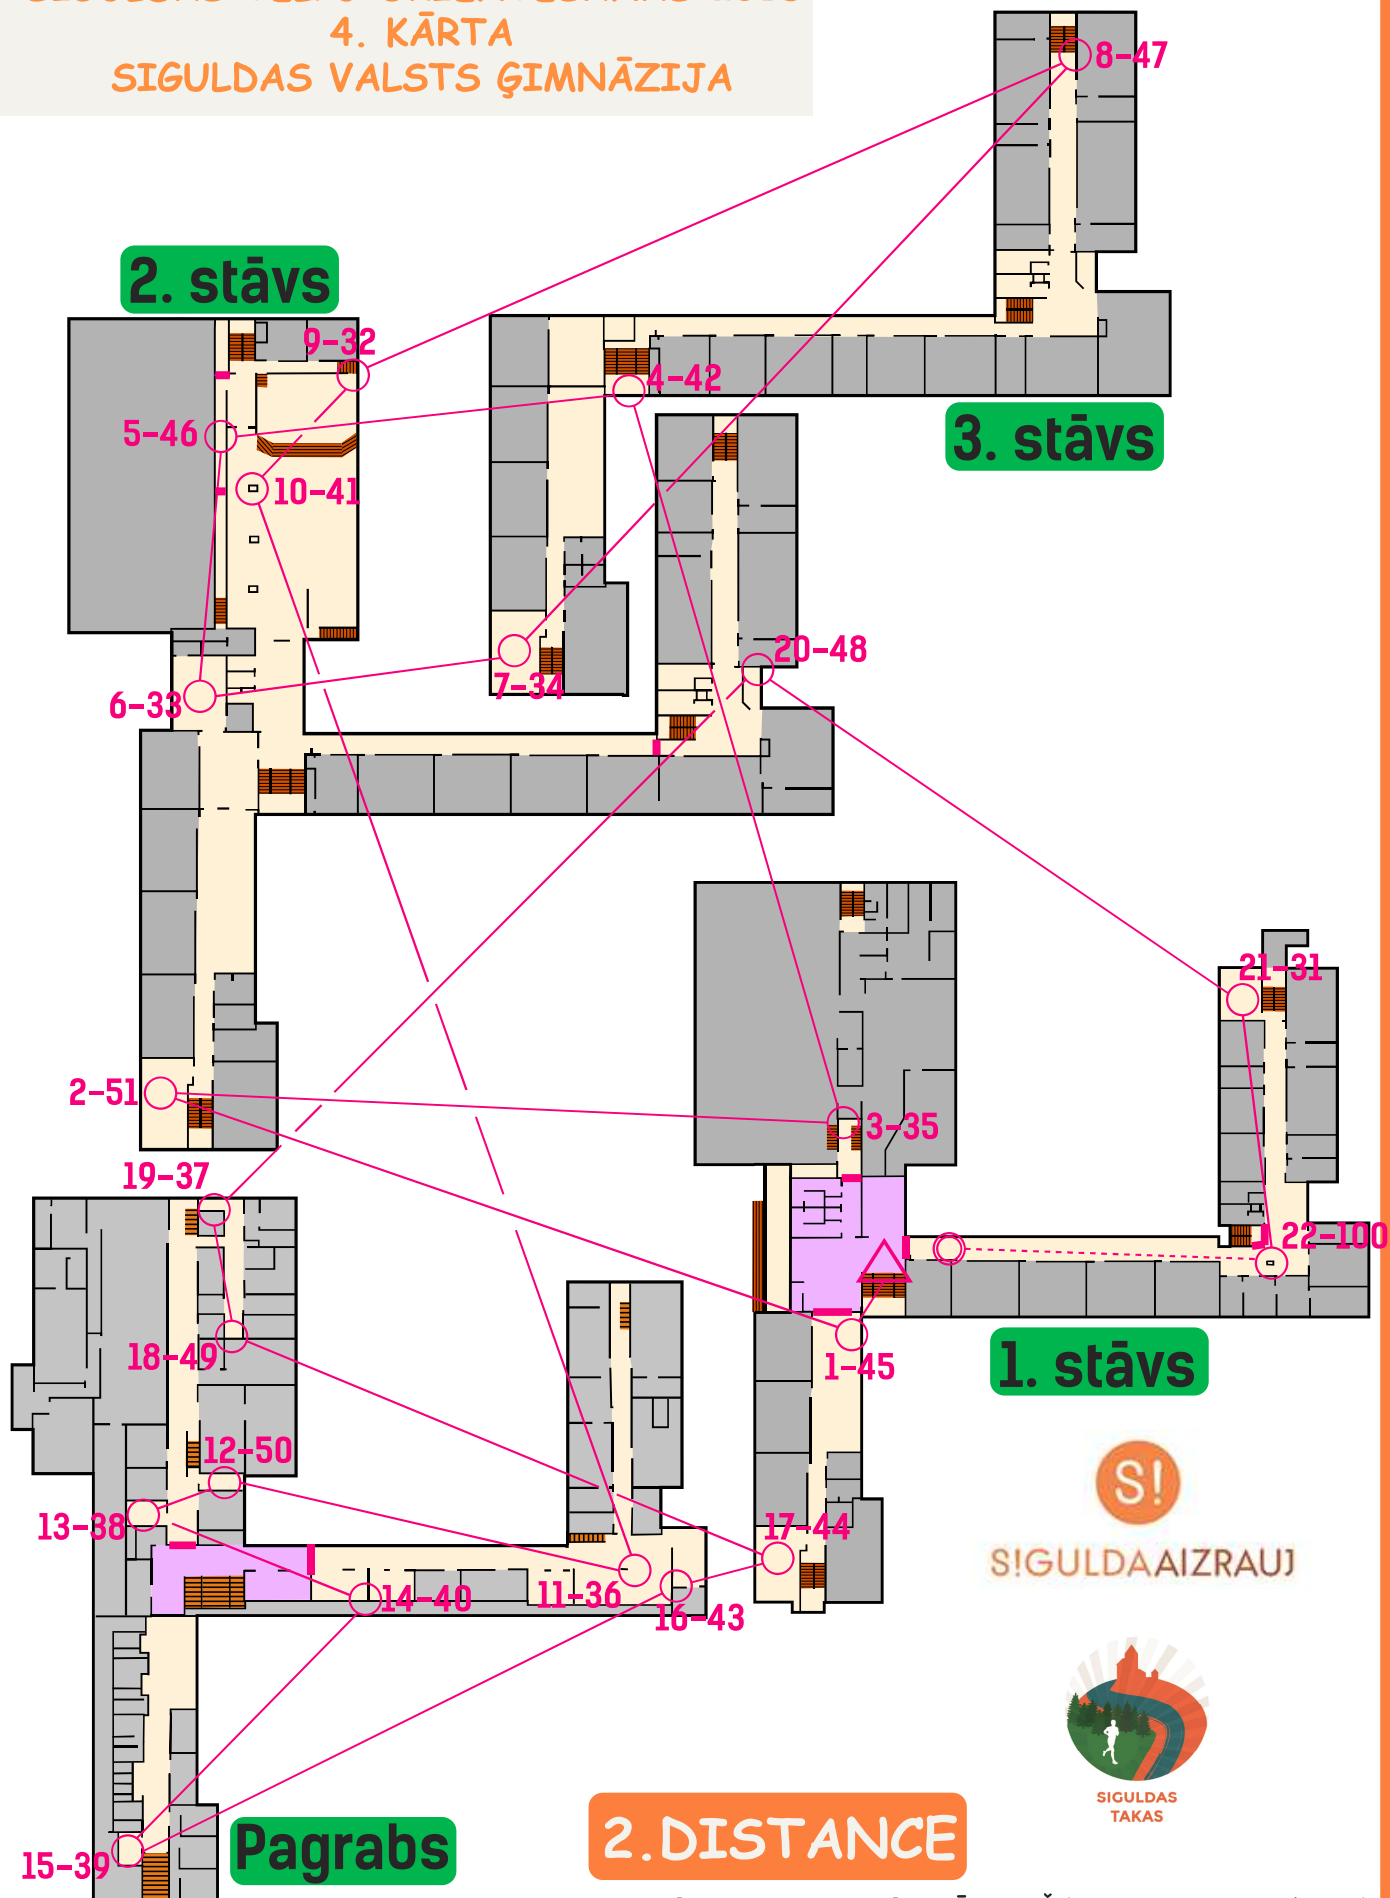 4. KĀRTA
SIGULDAS VALSTS ĢIMNĀZIJA
8-47
2. stāvs
9-32
4-42
5-46
3. stāvs
10-41
20-48
7-34
6-33
21-31
2-51
3-35
19-37
22-100
18-49
1-45
1. stāvs
12-50
S!
13-38
17-44
S!GULDAAIZRAUJ
14-40
11-36
16-43
SIGULDAS
TAKAS
Pagrabs
2.DISTANCE
15-39